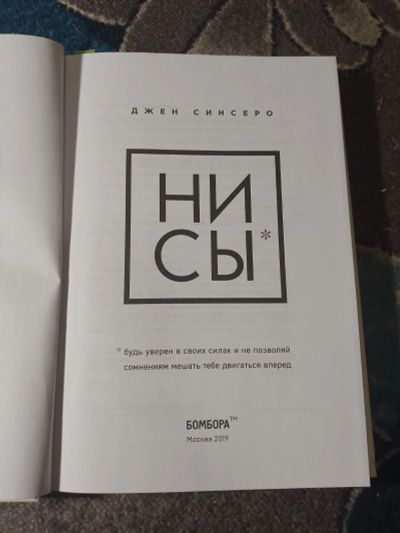 ДЖЕН СИНСЕРО
НИ
СЫ*
* будь уверен в своих силах и не позволяй
сомнениям мешать тебе двигаться вперед
БОМБОРА™
Москва 2019